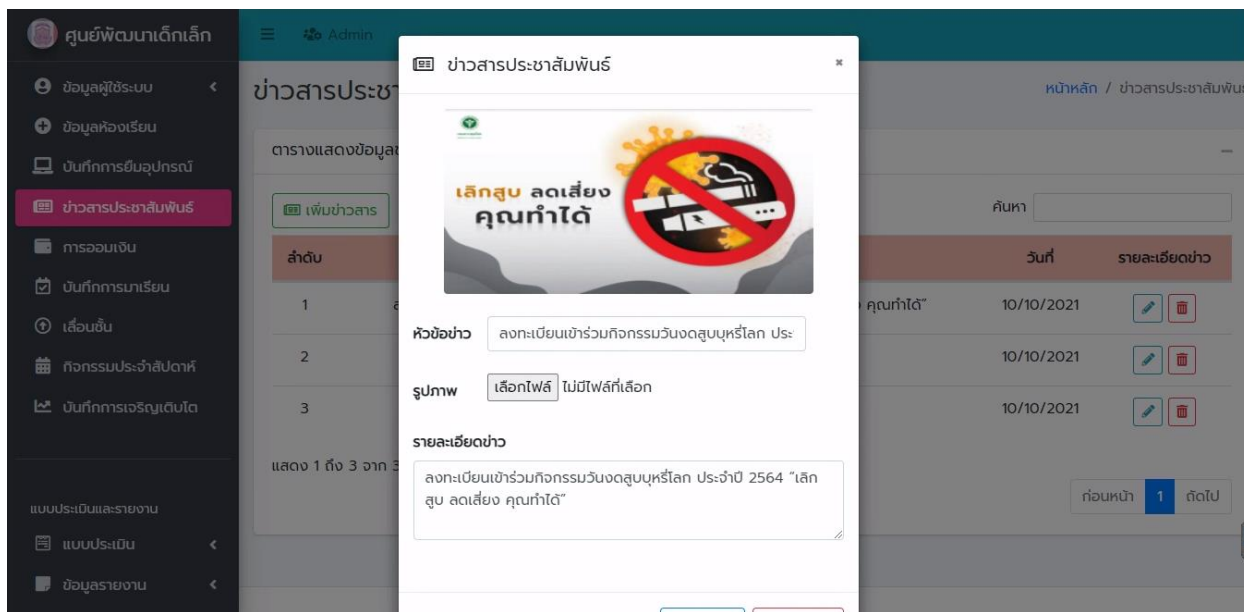 ศูนย์พัฒนาเด็กเล็ก
Admin
ข้อมูลผู้ใช้ระบบ
ข้อมูลห้องเรียน
บันทึกการยืมอุปกรณ์
ข่าวสารประชาสัมพันธ์
การออมเงิน
บันทึกการมาเรียน
เลื่อนชั้น
กิจกรรมประจำสัปดาห์
บันทึกการเจริญเติบโต
แบบประเมินและรายงาน
แบบประเมิน
ข้อมูลรายงาน
ข่าวสารประชา
หน้าหลัก / ข่าวสารประชาสัมพันธ
ตารางแสดงข้อมูล
เพิ่มข่าวสาร
ค้นหา
ลำดับ วันที่ รายละเอียดข่าว
1 คุณทำได้" 10/10/2021
2 10/10/2021
3 10/10/2021
แสดง 1 ถึง 3 จาก 3
ก่อนหน้า 1 ถัดไป
ข่าวสารประชาสัมพันธ์
×
เลิกสูบ ลดเสี่ยง
คุณทำได้
หัวข้อข่าว ลงทะเบียนเข้าร่วมกิจกรรมวันงดสูบบุหรี่โลก ประ
รูปภาพ เลือกไฟล์ ไม่มีไฟล์ที่เลือก
รายละเอียดข่าว
ลงทะเบียนเข้าร่วมกิจกรรมวันงดสูบบุหรี่โลก ประจำปี 2564 "เลิก
สูบ ลดเสี่ยง คุณทำได้"